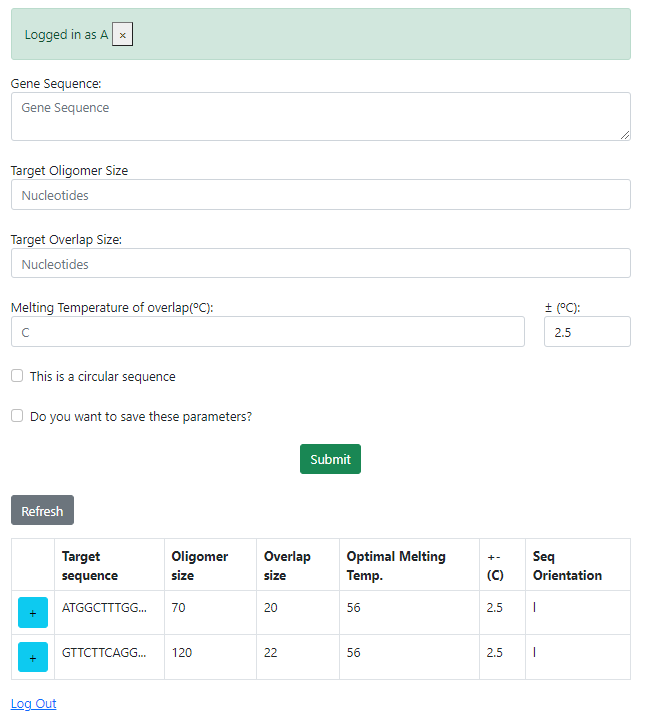 Logged in as A ×
Gene Sequence:
Gene Sequence
Target Oligomer Size
Nucleotides
Target Overlap Size:
Nucleotides
Melting Temperature of overlap(ºC): ± (ºC):
C 2.5
This is a circular sequence
Do you want to save these parameters?
Submit
Refresh
Target Oligomer Overlap Optimal Melting +- Seq
sequence size size Temp. (C) Orientation
+ ATGGCTTTGG... 70 20 56 2.5 l
+ GTTCTTCAGG... 120 22 56 2.5 l
Log Out